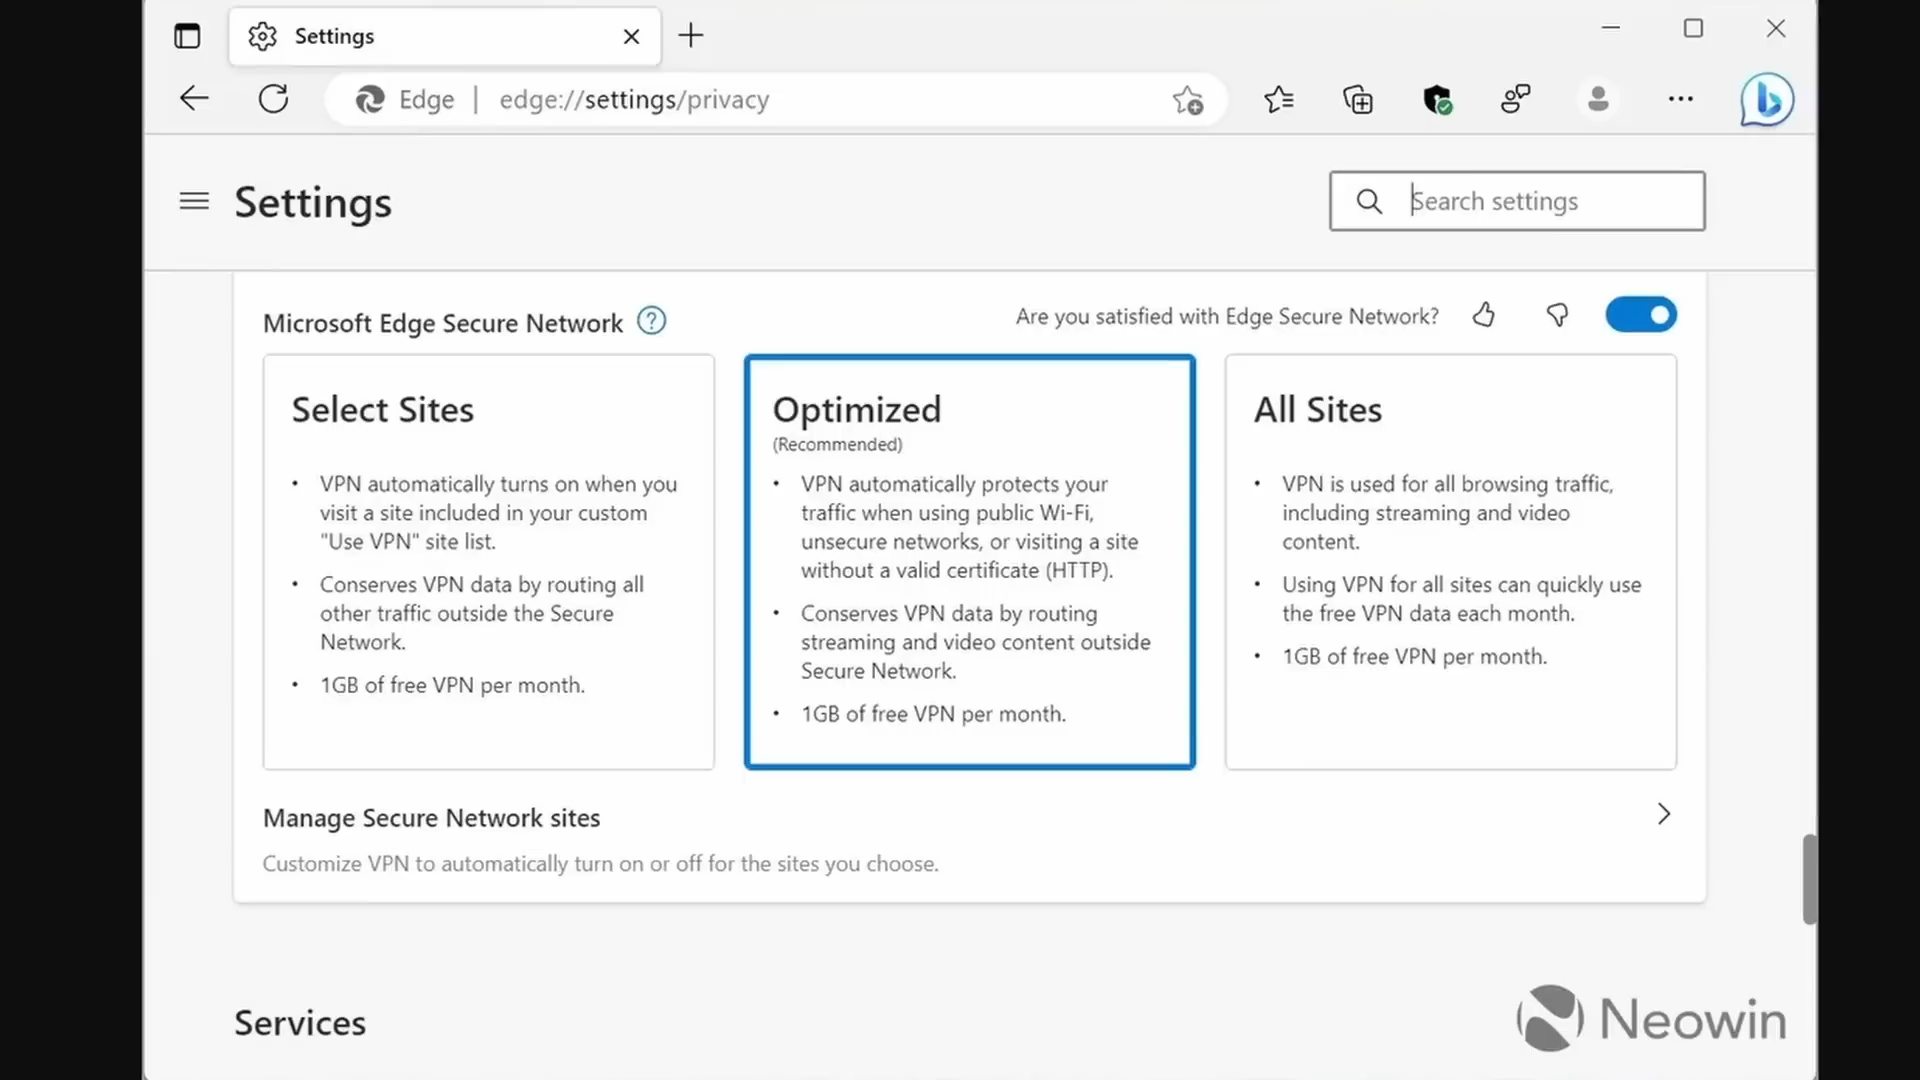 Settings
Edge | edge://settings/privacy
Settings
Search settings
Microsoft Edge Secure Network ?
Are you satisfied with Edge Secure Network?
Select Sites
• VPN automatically turns on when you
visit a site included in your custom
"Use VPN" site list.
• Conserves VPN data by routing all
other traffic outside the Secure
Network.
• 1GB of free VPN per month.
Optimized
(Recommended)
• VPN automatically protects your
traffic when using public Wi-Fi,
unsecure networks, or visiting a site
without a valid certificate (HTTP).
• Conserves VPN data by routing
streaming and video content outside
Secure Network.
• 1GB of free VPN per month.
All Sites
• VPN is used for all browsing traffic,
including streaming and video
content.
• Using VPN for all sites can quickly use
the free VPN data each month.
• 1GB of free VPN per month.
Manage Secure Network sites
Customize VPN to automatically turn on or off for the sites you choose.
Services
Neowin